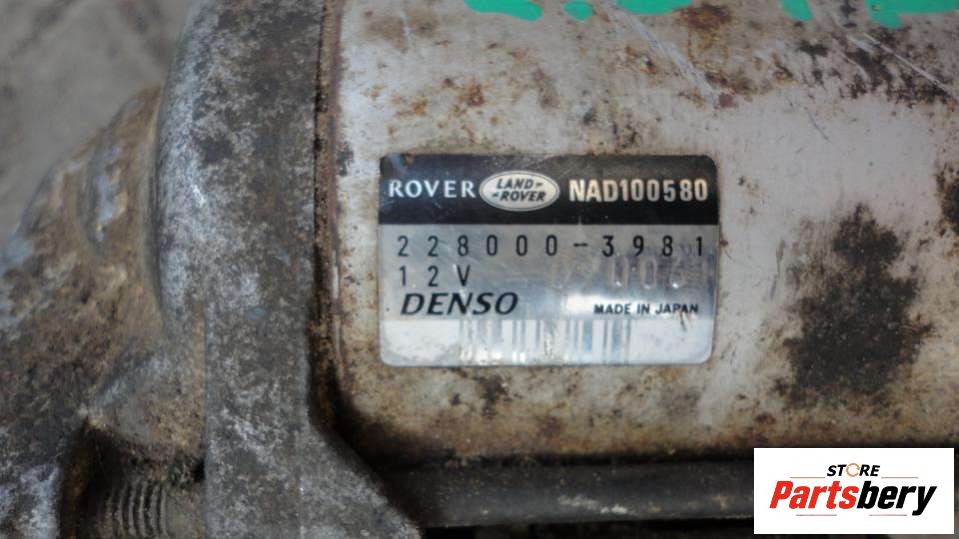 ROVER LAND-ROVER NAD100580
228000-3981
12V
DENSO MADE IN JAPAN
STORE
Partsbery